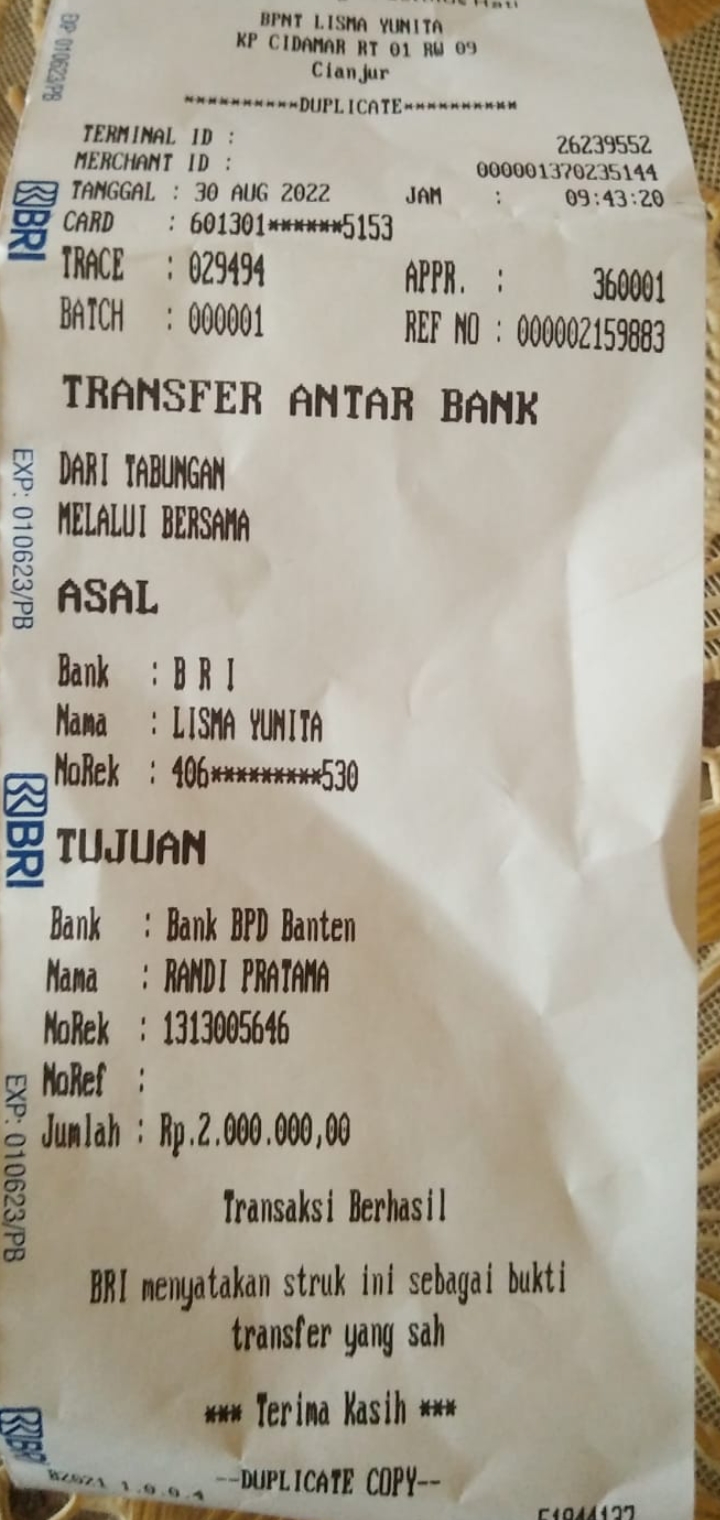 BPNT LISMA YUNITA
KP CIDAMAR RT 01 RW 09
Cianjur
**********DUPLICATE**********
TERMINAL ID : 26239552
MERCHANT ID : 000001370235144
TANGGAL : 30 AUG 2022 JAM : 09:43:20
CARD : 601301******5153
TRACE : 029494 APPR. : 360001
BATCH : 000001 REF NO : 000002159883
TRANSFER ANTAR BANK
DARI TABUNGAN
MELALUI BERSAMA
ASAL
Bank : B R I
Nama : LISMA YUNITA
NoRek : 406*********530
TUJUAN
Bank : Bank BPD Banten
Nama : RANDI PRATAMA
NoRek : 1313005646
NoRef :
Jumlah : Rp.2.000.000,00
Transaksi Berhasil
BRI menyatakan struk ini sebagai bukti
transfer yang sah
*** Terima Kasih ***
--DUPLICATE COPY--
EXP: 010623/PB
BRI
EXP: 010623/PB
BRI
EXP: 010623/PB
BRI